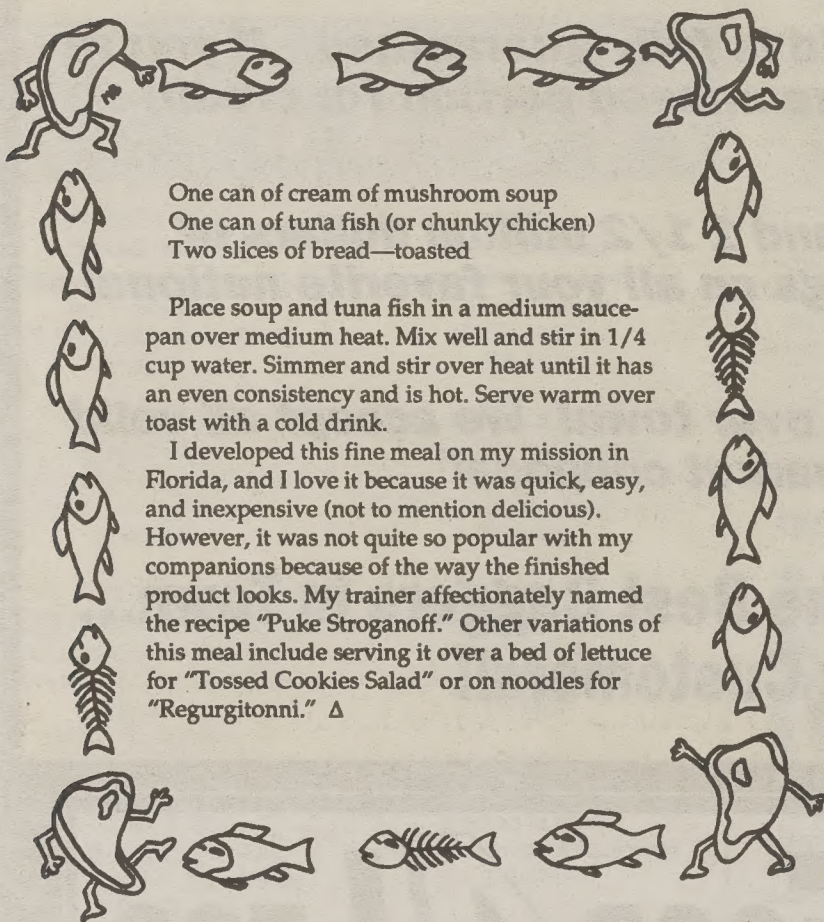 One can of cream of mushroom soup
One can of tuna fish (or chunky chicken)
Two slices of bread—toasted
Place soup and tuna fish in a medium sauce-
pan over medium heat. Mix well and stir in 1/4
cup water. Simmer and stir over heat until it has
an even consistency and is hot. Serve warm over
toast with a cold drink.
I developed this fine meal on my mission in
Florida, and I love it because it was quick, easy,
and inexpensive (not to mention delicious).
However, it was not quite so popular with my
companions because of the way the finished
product looks. My trainer affectionately named
the recipe "Puke Stroganoff." Other variations of
this meal include serving it over a bed of lettuce
for "Tossed Cookies Salad" or on noodles for
"Regurgitonni." Δ